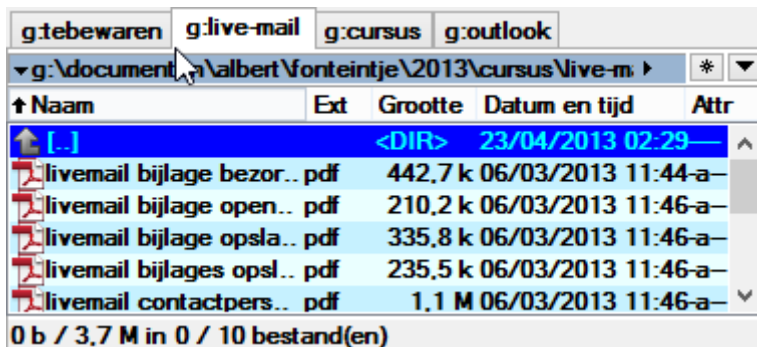 g:tebewaren g:live-mail g:cursus g:outlook
g:\document n\albert\fonteintje\2013\cursus\live-m
Naam Ext Grootte Datum en tijd Attr
[..] <DIR> 23/04/2013 02:29----
livemail bijlage bezor.. pdf 442,7 k 06/03/2013 11:44-a--
livemail bijlage open.. pdf 210,2 k 06/03/2013 11:46-a--
livemail bijlage opsla.. pdf 335,8 k 06/03/2013 11:46-a--
livemail bijlages opsl.. pdf 235,5 k 06/03/2013 11:46-a--
livemail contactpers.. pdf 1,1 M 06/03/2013 11:46-a--
0 b / 3,7 M in 0 / 10 bestand(en)